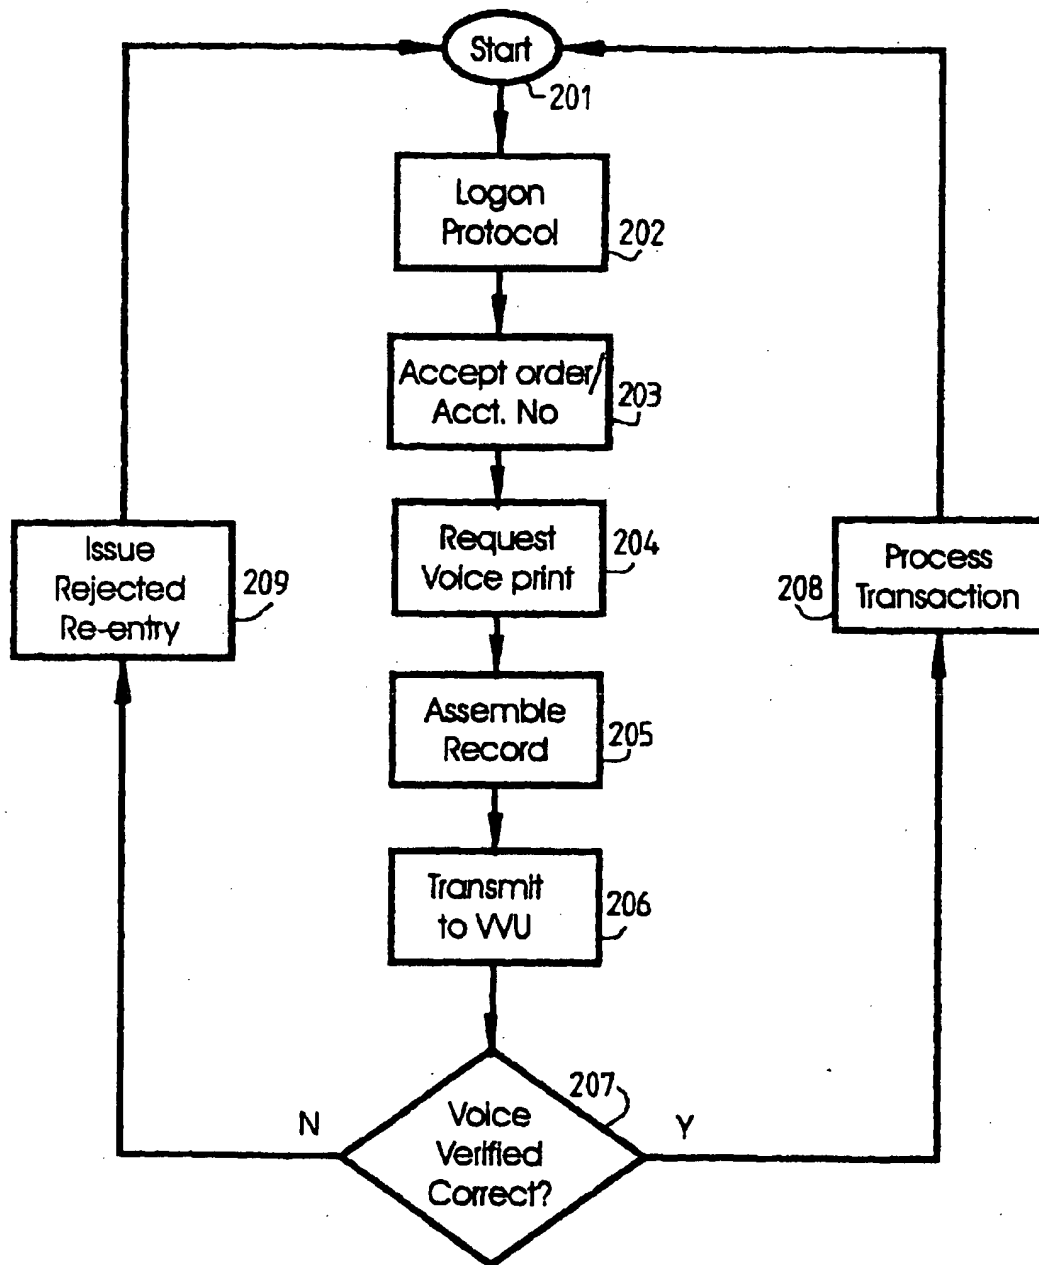 Start
201
Logon
Protocol
202
Accept order/
Acct. No
203
Request
Voice print
204
Assemble
Record
205
Transmit
to VVU
206
Voice
Verified
Correct?
207
N
Y
Issue
Rejected
Re-entry
209
Process
Transaction
208